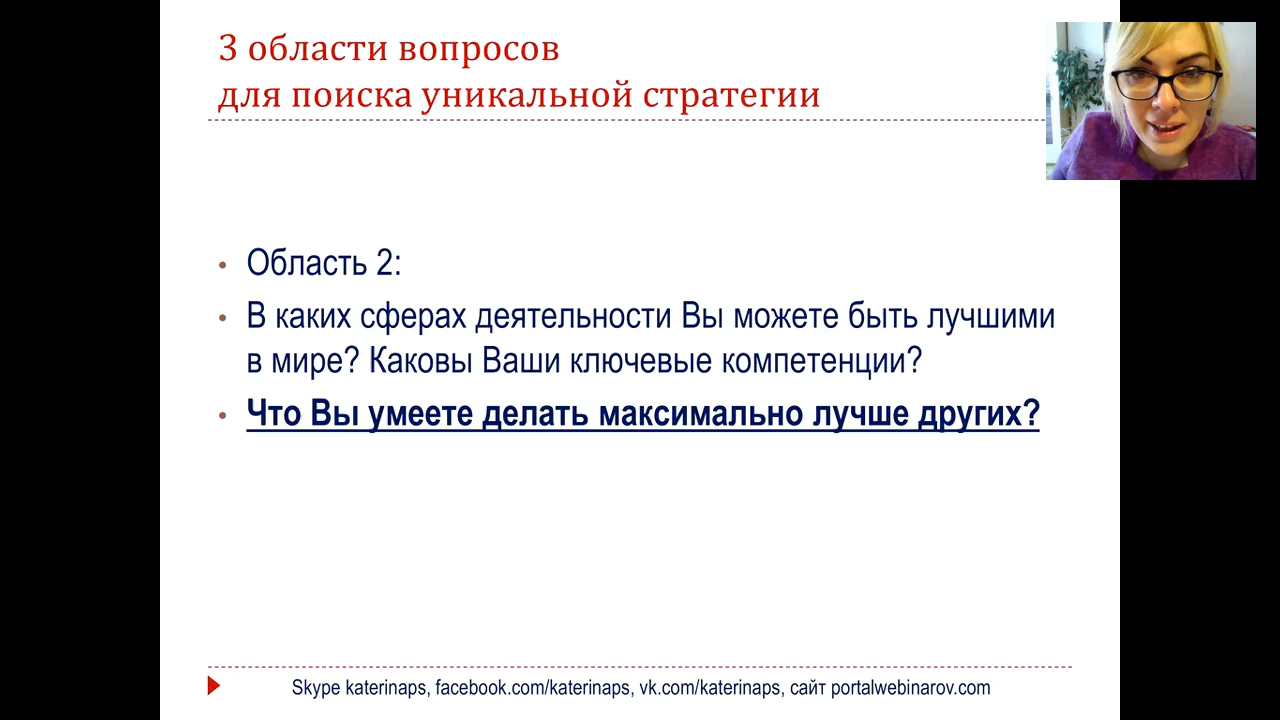 3 области вопросов
для поиска уникальной стратегии
• Область 2:
• В каких сферах деятельности Вы можете быть лучшими
в мире? Каковы Ваши ключевые компетенции?
• Что Вы умеете делать максимально лучше других?
Skype katerinaps, facebook.com/katerinaps, vk.com/katerinaps, сайт portalwebinarov.com